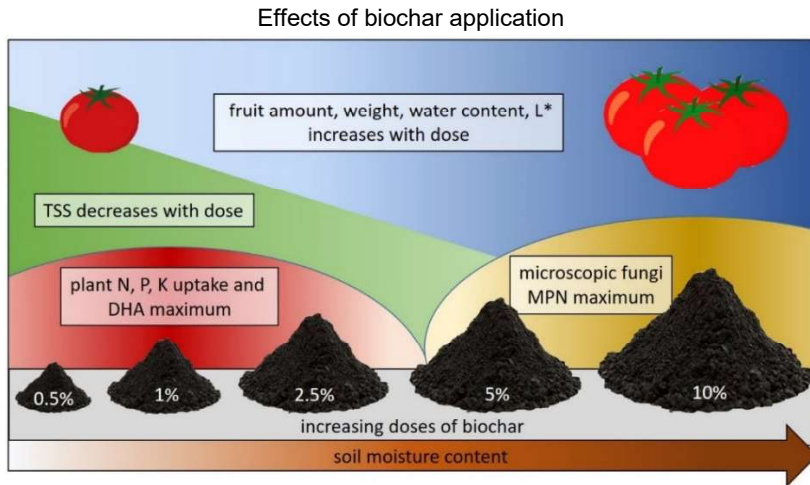 Effects of biochar application
fruit amount, weight, water content, L*
increases with dose
TSS decreases with dose
plant N, P, K uptake and
DHA maximum
microscopic fungi
MPN maximum
0.5%
1%
2.5%
5%
10%
increasing doses of biochar
soil moisture content